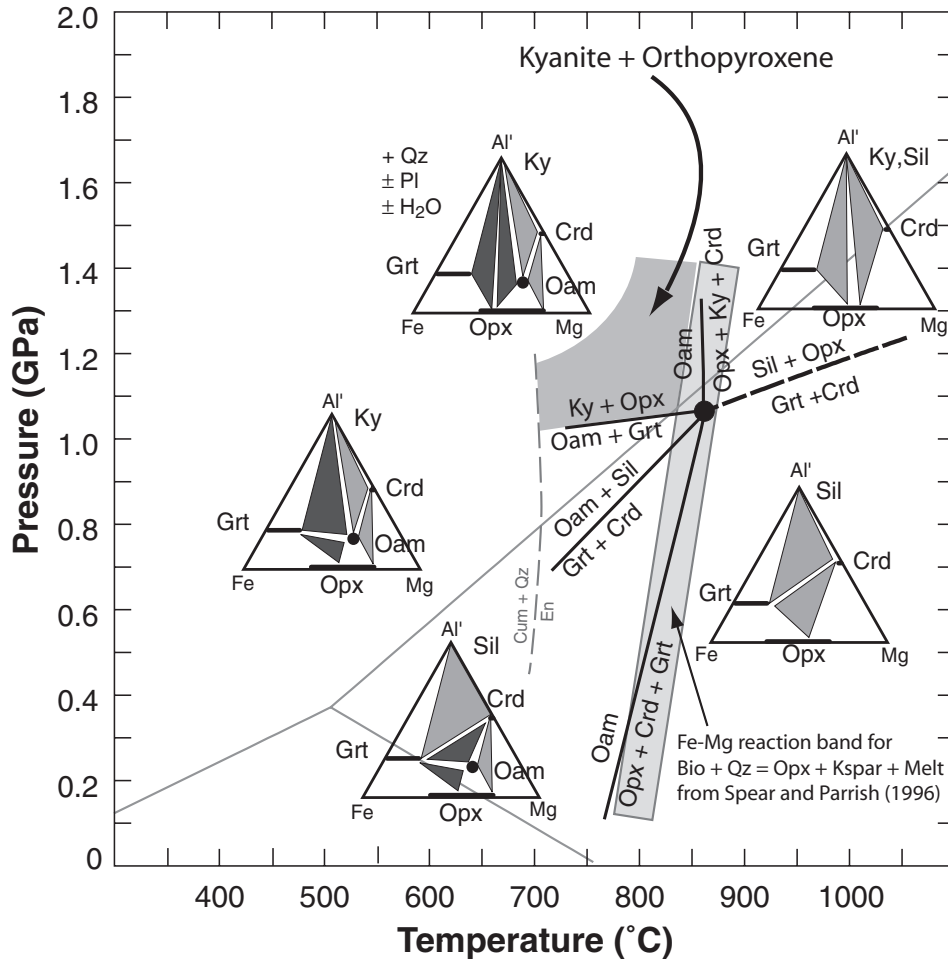 2.0
1.8
1.6
1.4
1.2
1.0
0.8
0.6
0.4
0.2
0
Pressure (GPa)
400
500
600
700
800
900
1000
Temperature (˚C)
Kyanite + Orthopyroxene
+ Qz
± Pl
± H2O
Al'
Ky
Crd
Grt
Oam
Fe
Opx
Mg
Al'
Ky,Sil
Crd
Grt
Fe
Opx
Mg
Oam
Opx + Ky + Crd
Sil + Opx
Grt +Crd
Ky + Opx
Oam + Grt
Oam + Sil
Grt + Crd
Al'
Ky
Crd
Grt
Oam
Fe
Opx
Mg
Al'
Sil
Crd
Grt
Fe
Opx
Mg
Cum + Qz
En
Al'
Sil
Crd
Grt
Oam
Fe
Opx
Mg
Oam
Opx + Crd + Grt
Fe-Mg reaction band for
Bio + Qz = Opx + Kspar + Melt
from Spear and Parrish (1996)